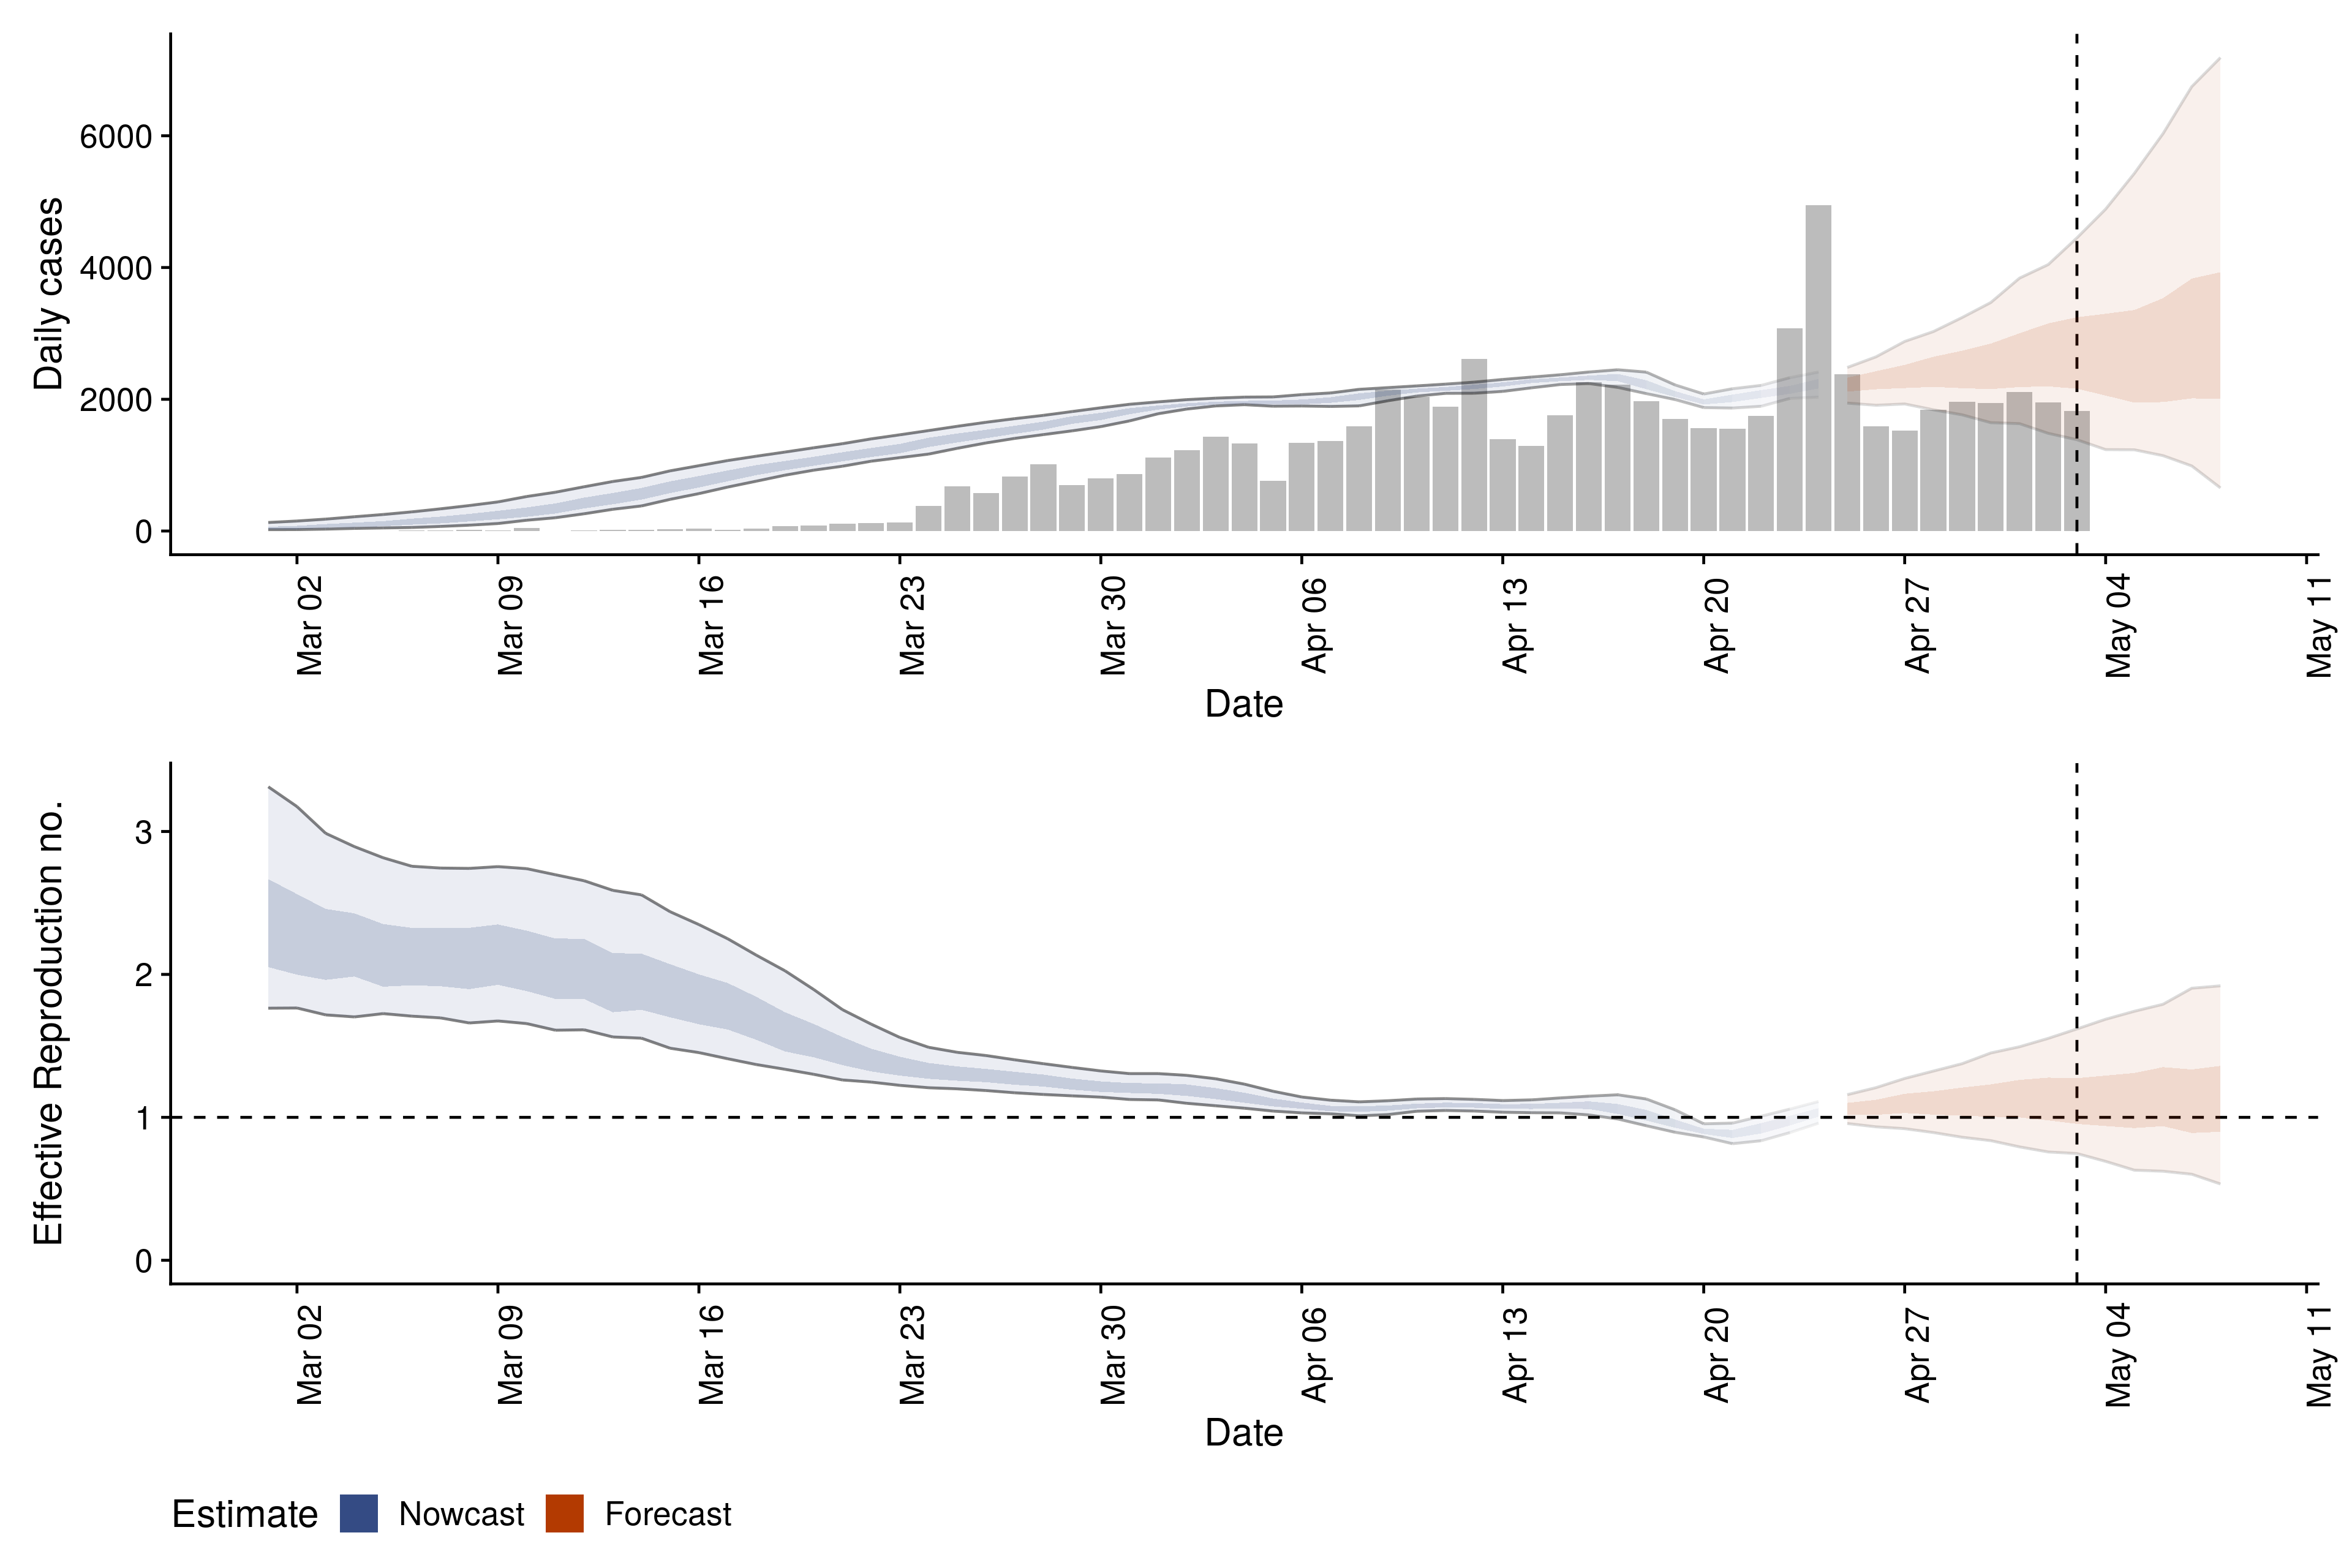 Daily cases
6000
4000
2000
0
Mar 02
Mar 09
Mar 16
Mar 23
Mar 30
Apr 06
Apr 13
Apr 20
Apr 27
May 04
May 11
Date
Effective Reproduction no.
3
2
1
0
Mar 02
Mar 09
Mar 16
Mar 23
Mar 30
Apr 06
Apr 13
Apr 20
Apr 27
May 04
May 11
Date
Estimate Nowcast Forecast